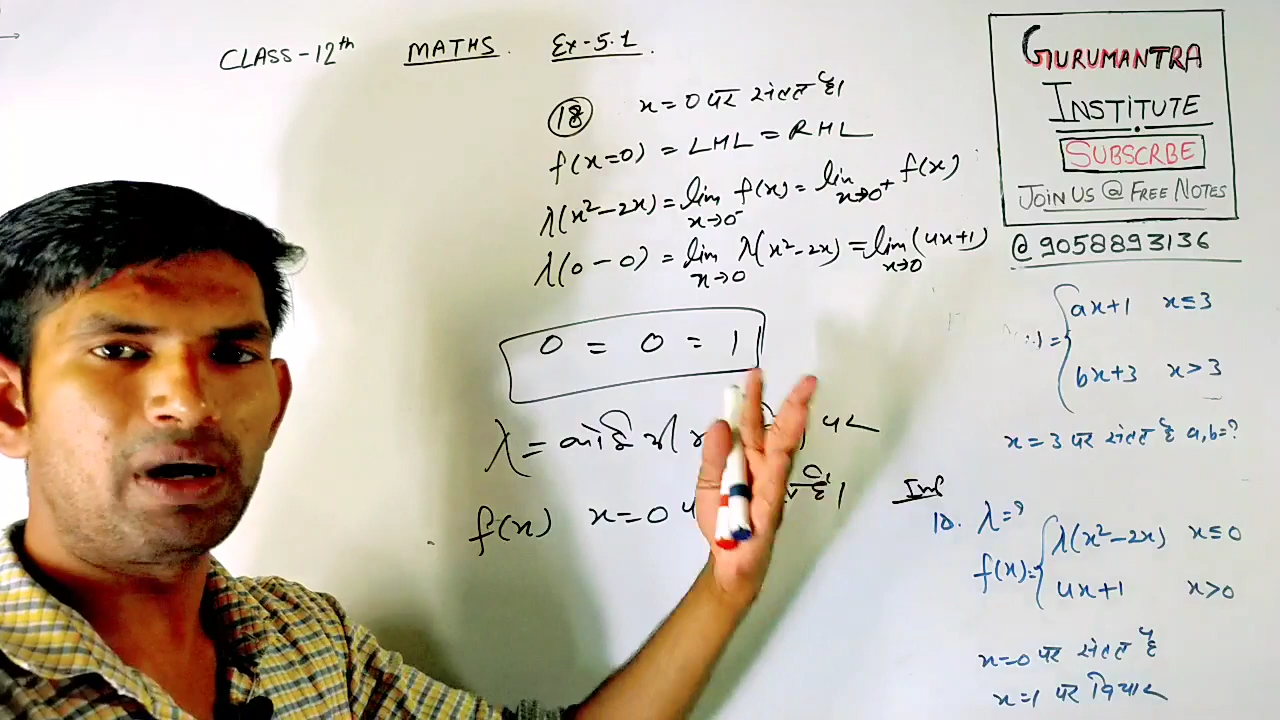 CLASS-12th MATHS. Ex-5.1.
18 x=0 पर संतत है।
f(x=0) = LHL = RHL
λ(x²-2x) = lim x→0⁻ f(x) = lim x→0⁺ f(x)
λ(0-0) = lim x→0 λ(x²-2x) = lim x→0 (4x+1)
0 = 0 = 1
λ = कोई भी पर
f(x) x=0
GURUMANTRA
INSTITUTE
SUBSCRBE
JOIN US @ FREE NOTES
@ 9058893136
ax+1 x≤3
bx+3 x>3
x=3 पर संतत है a,b=?
Imp
18. λ=?
f(x)= λ(x²-2x) x≤0
4x+1 x>0
x=0 पर संतत है
x=1 पर विचार